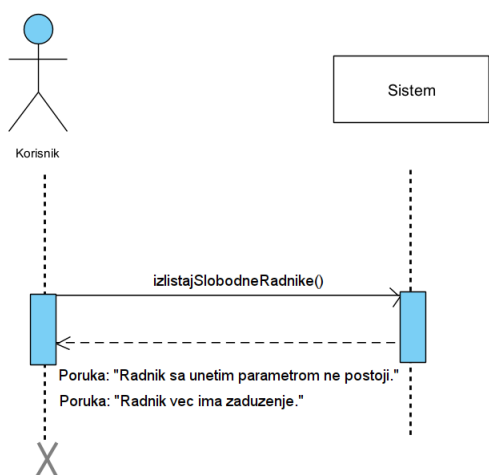 Sistem
Korisnik
izlistajSlobodneRadnike()
Poruka: "Radnik sa unetim parametrom ne postoji."
Poruka: "Radnik vec ima zaduzenje."